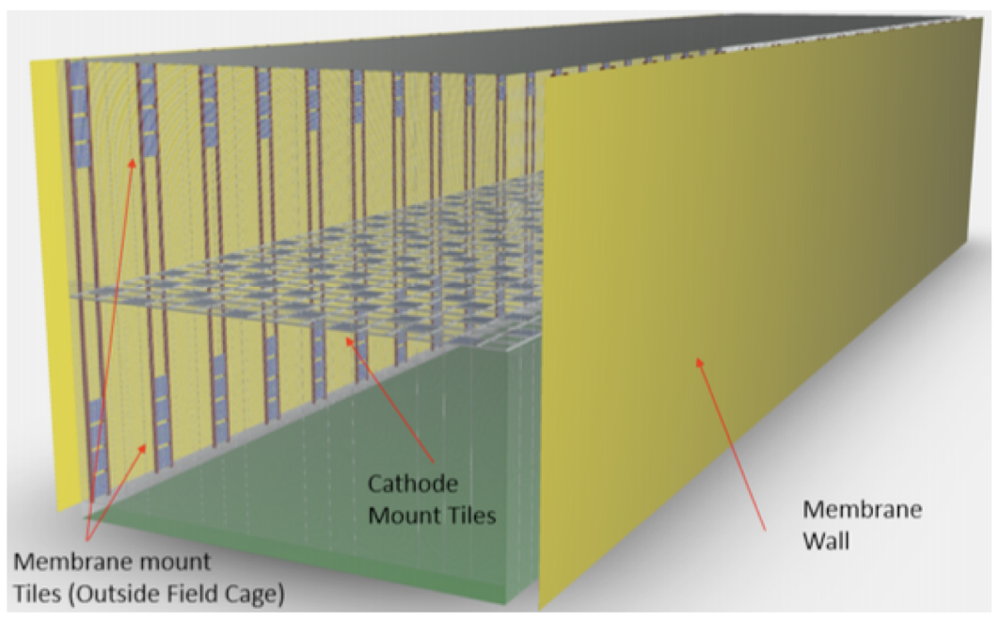 Cathode
Mount Tiles
Membrane
Wall
Membrane mount
Tiles (Outside Field Cage)